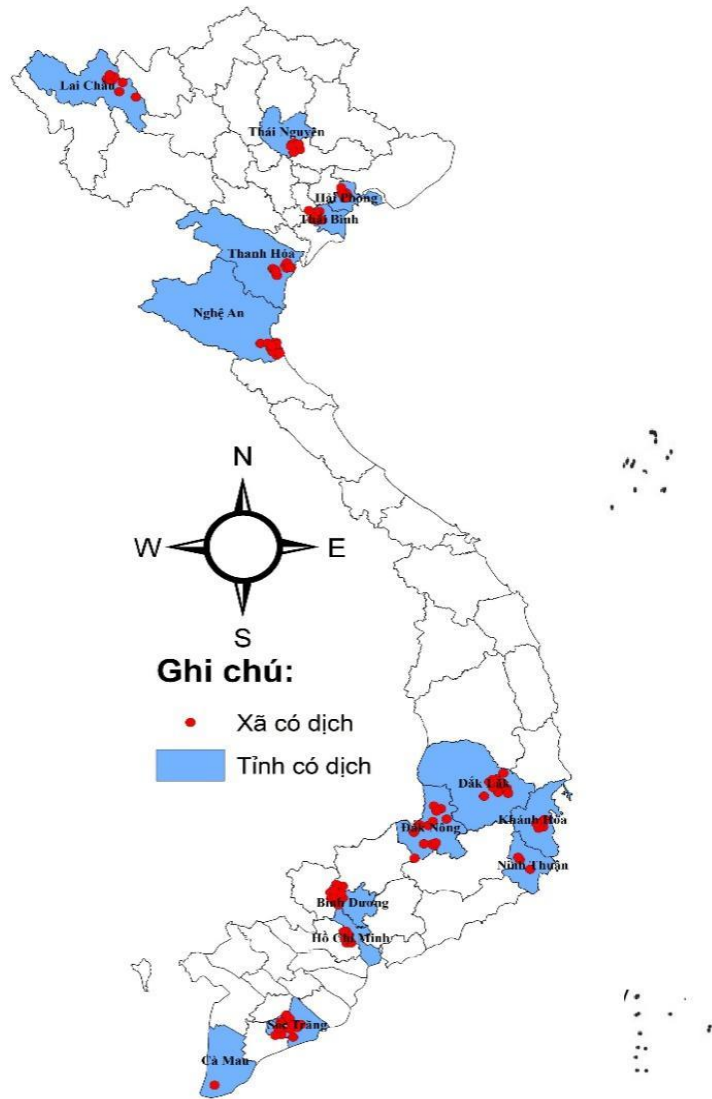 Lai Châu
Thái Nguyên
Hải Phòng
Thái Bình
Thanh Hóa
Nghệ An
N
W
E
S
Ghi chú:
Xã có dịch
Tỉnh có dịch
Đắk Lắk
Khánh Hòa
Đắk Nông
Ninh Thuận
Bình Dương
Hồ Chí Minh
Sóc Trăng
Cà Mau